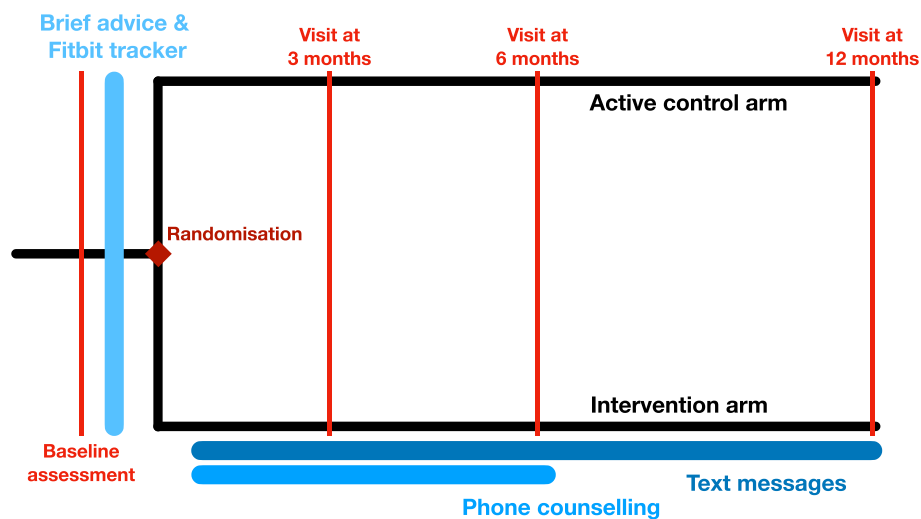 Brief advice &
Fitbit tracker
Visit at
3 months
Visit at
6 months
Visit at
12 months
Active control arm
Randomisation
Intervention arm
Baseline
assessment
Text messages
Phone counselling